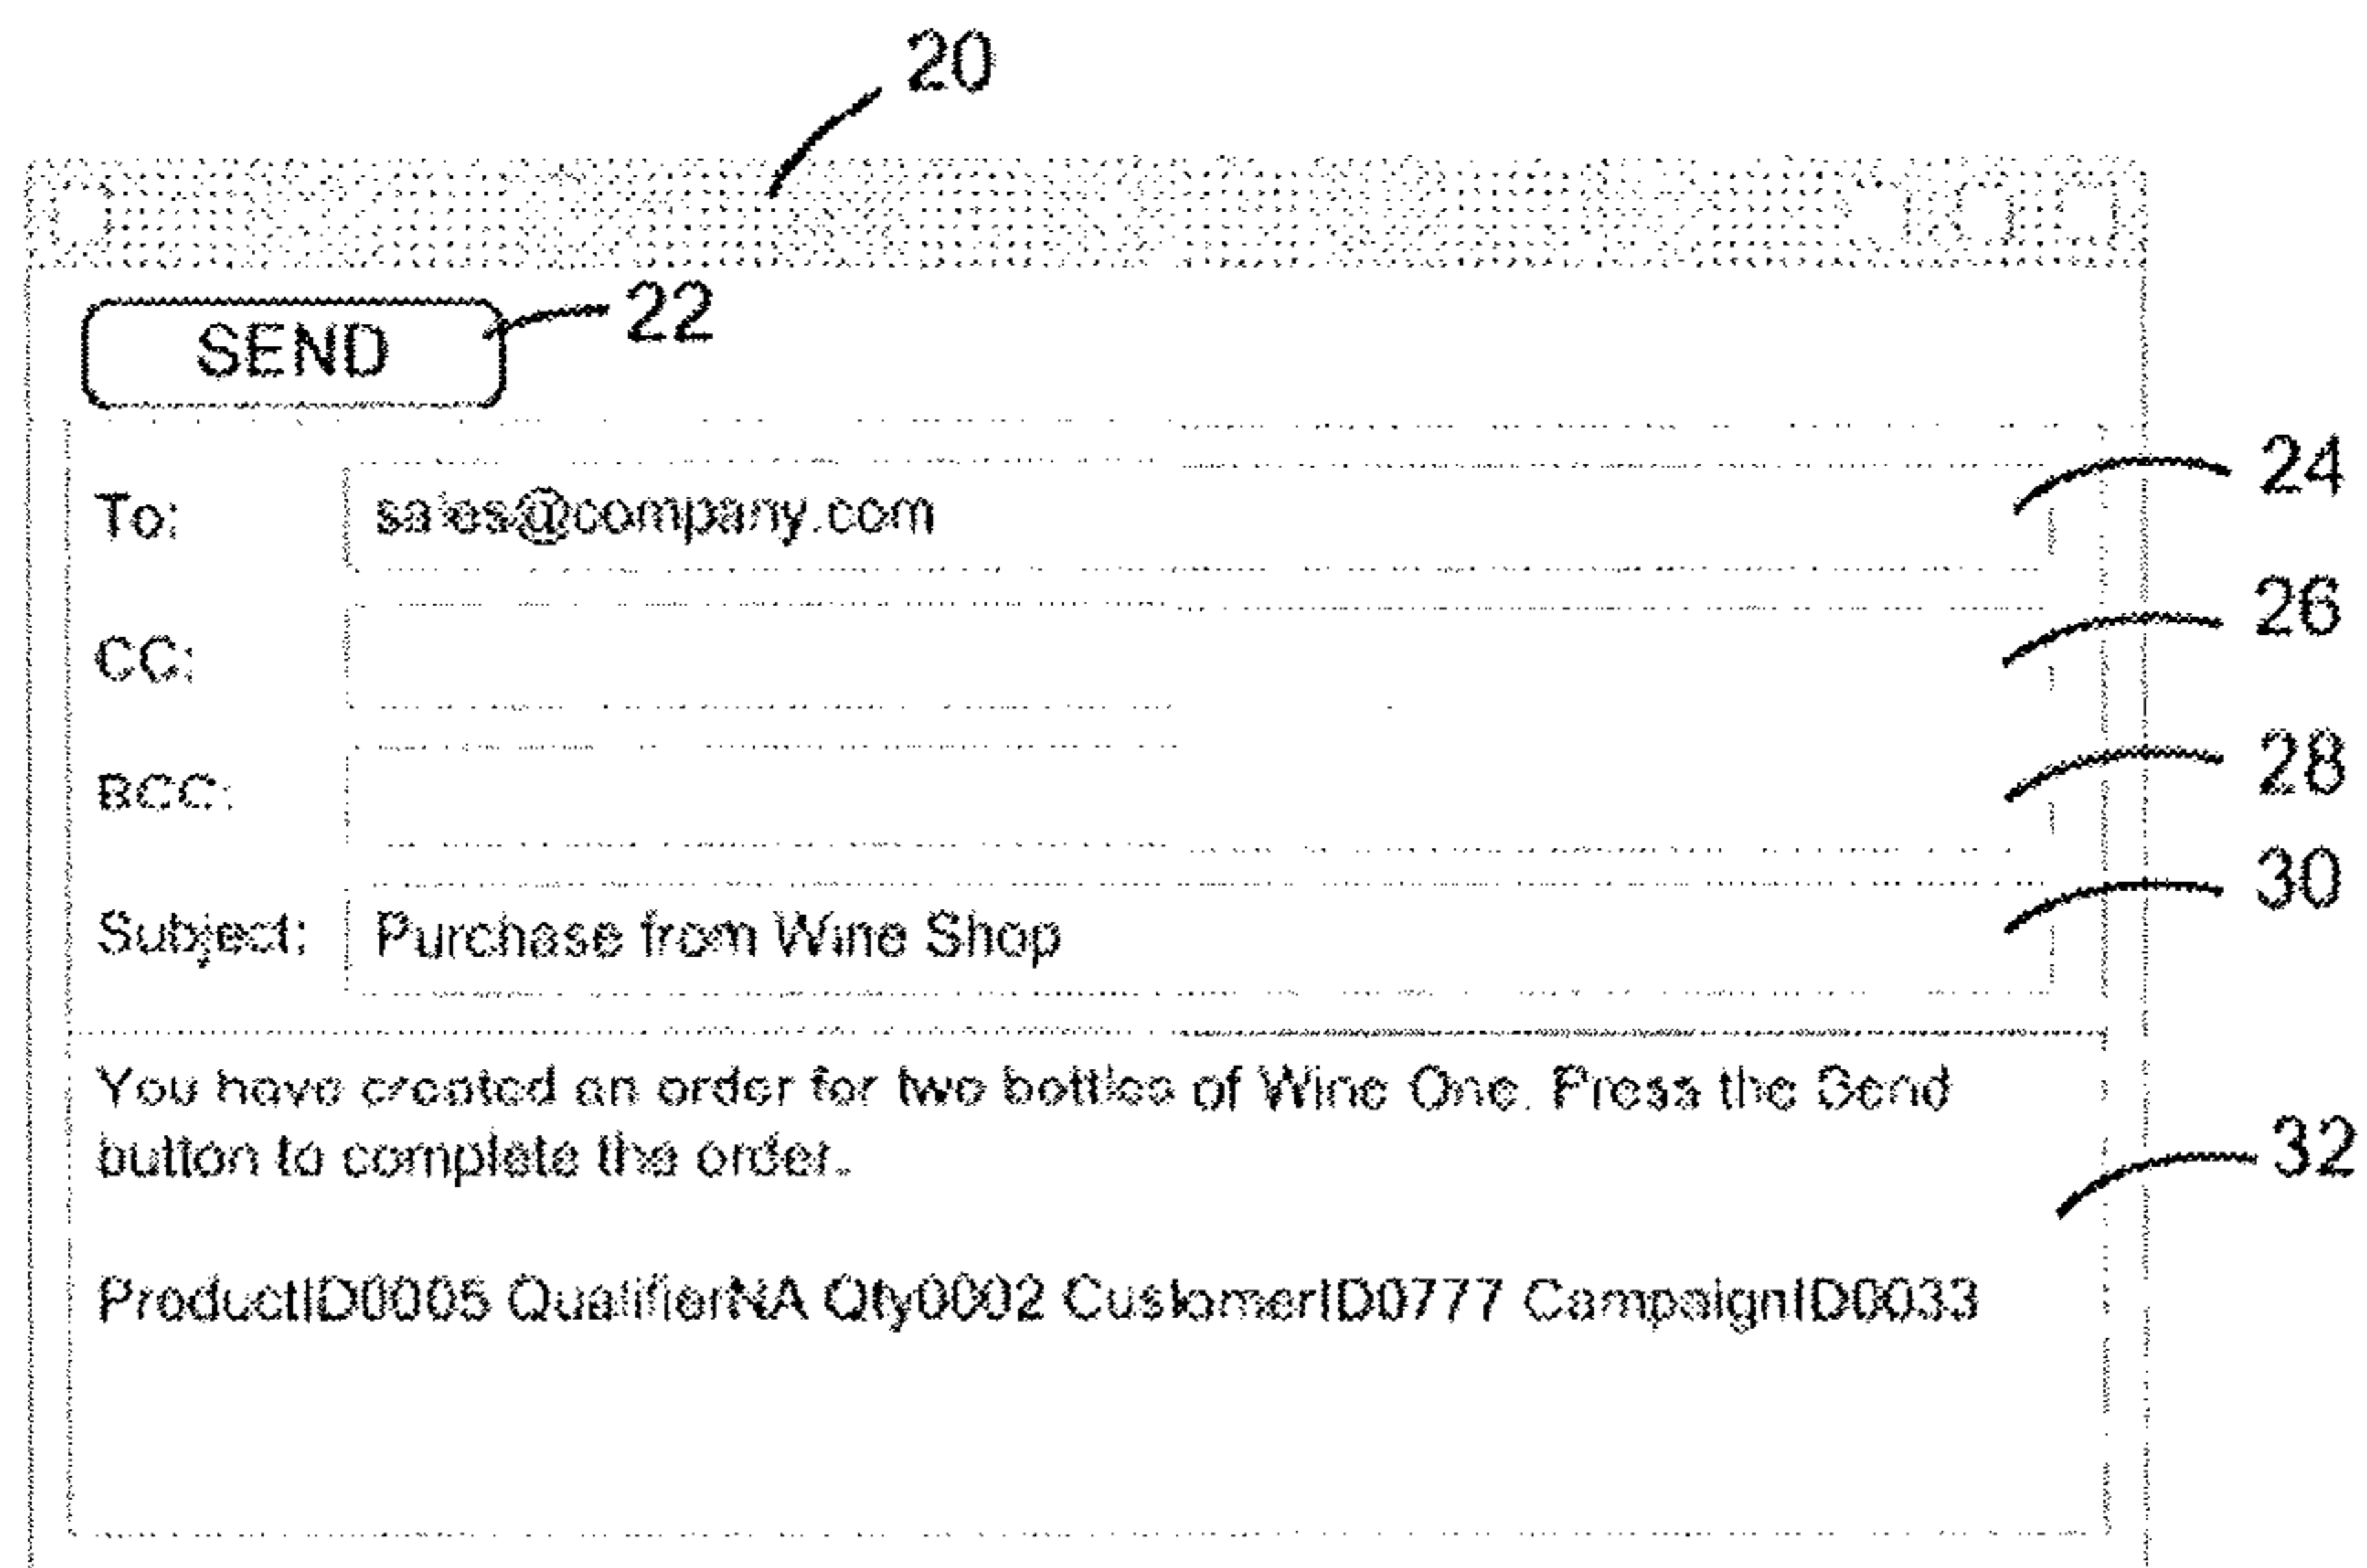 20
SEND 22
To: sales@company.com 24
CC: 26
BCC: 28
Subject: Purchase from Wine Shop 30
You have created an order for two bottles of Wine One. Press the Send
button to complete the order.
32
ProductID0005 QualifierNA Qty0002 CustomerID0777 CampaignID0033